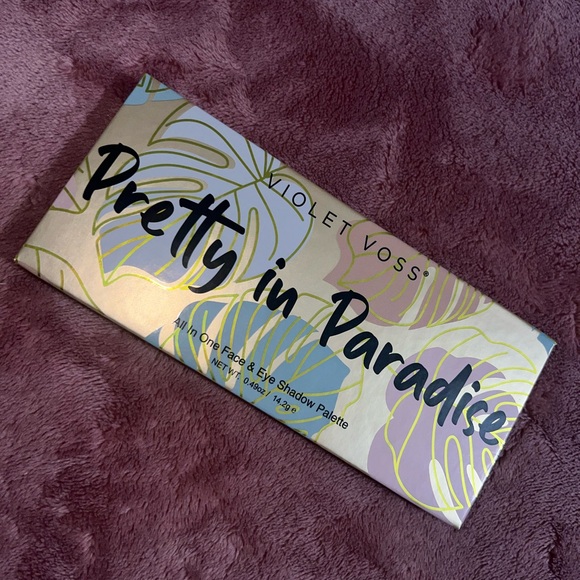 VIOLET VOSS®
Pretty in Paradise
All In One Face & Eye Shadow Palette
NET WT. 0.49oz / 14.2g e